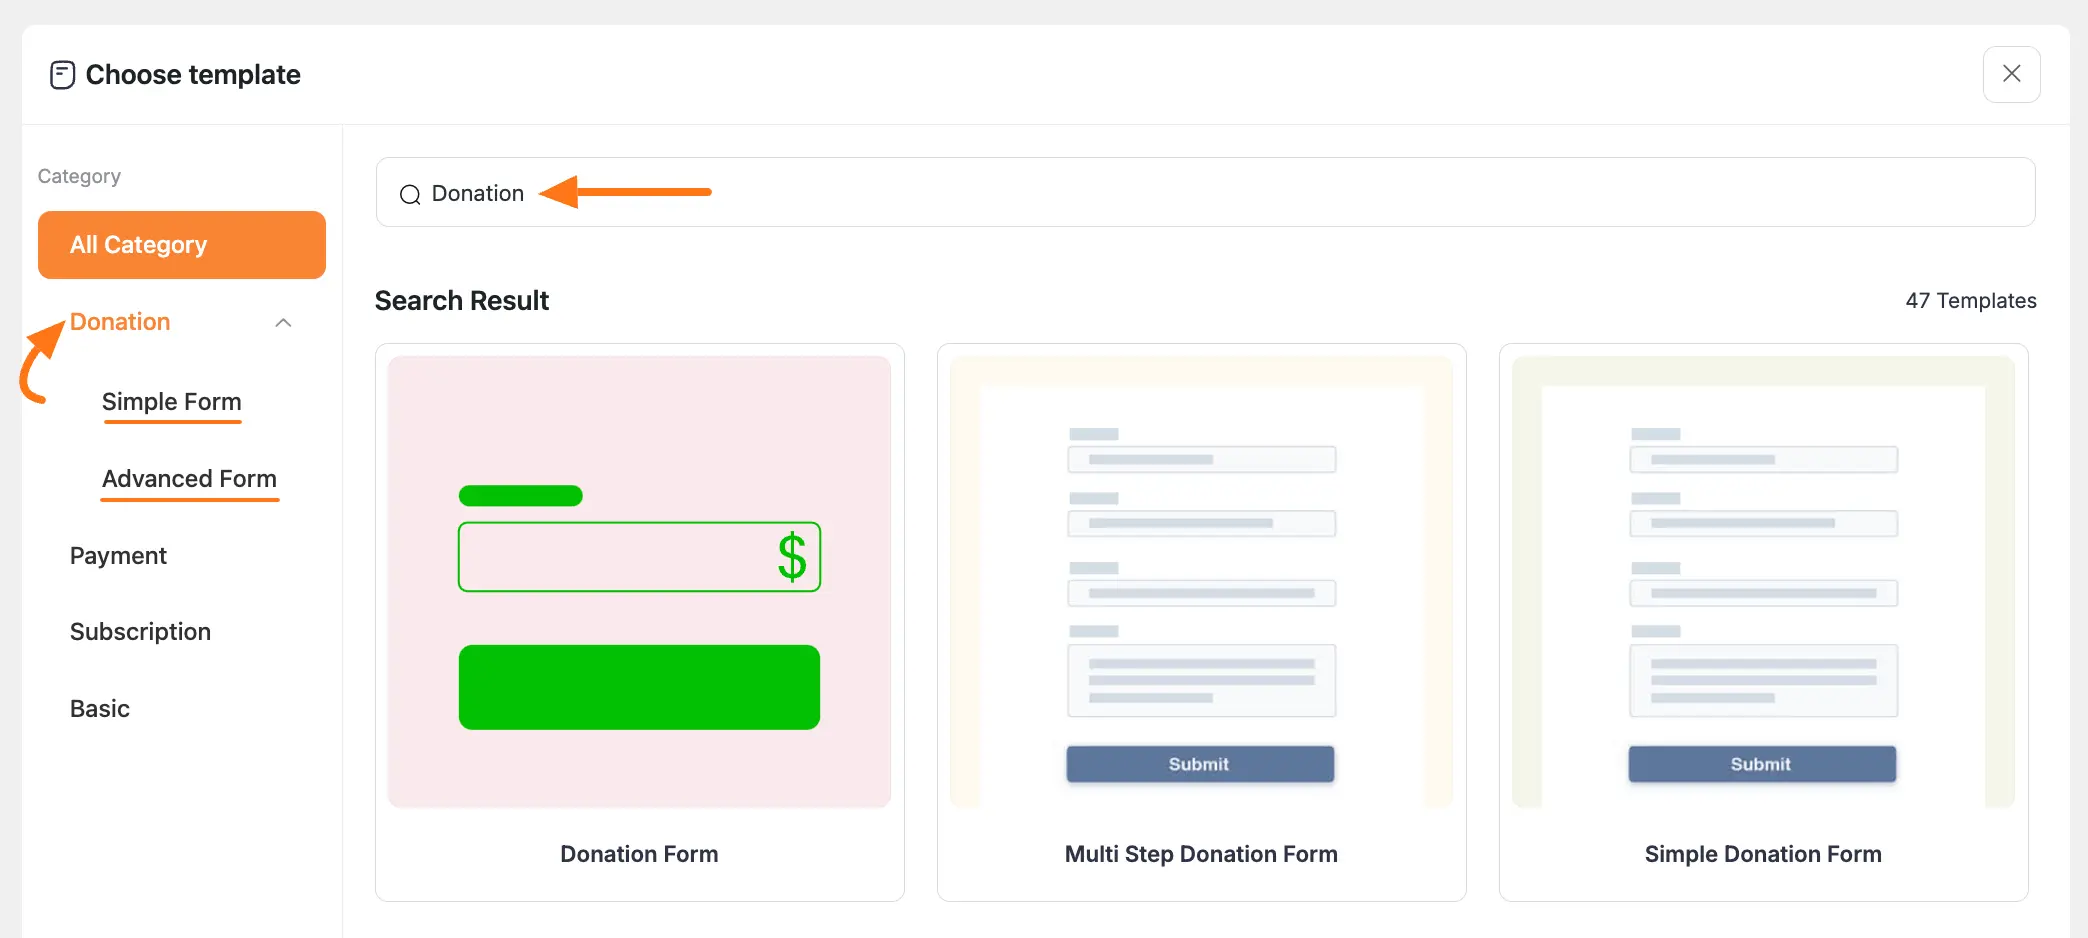 Choose template
Category
All Category
Donation
Simple Form
Advanced Form
Payment
Subscription
Basic
Donation
Search Result
47 Templates
$
Donation Form
Submit
Multi Step Donation Form
Submit
Simple Donation Form